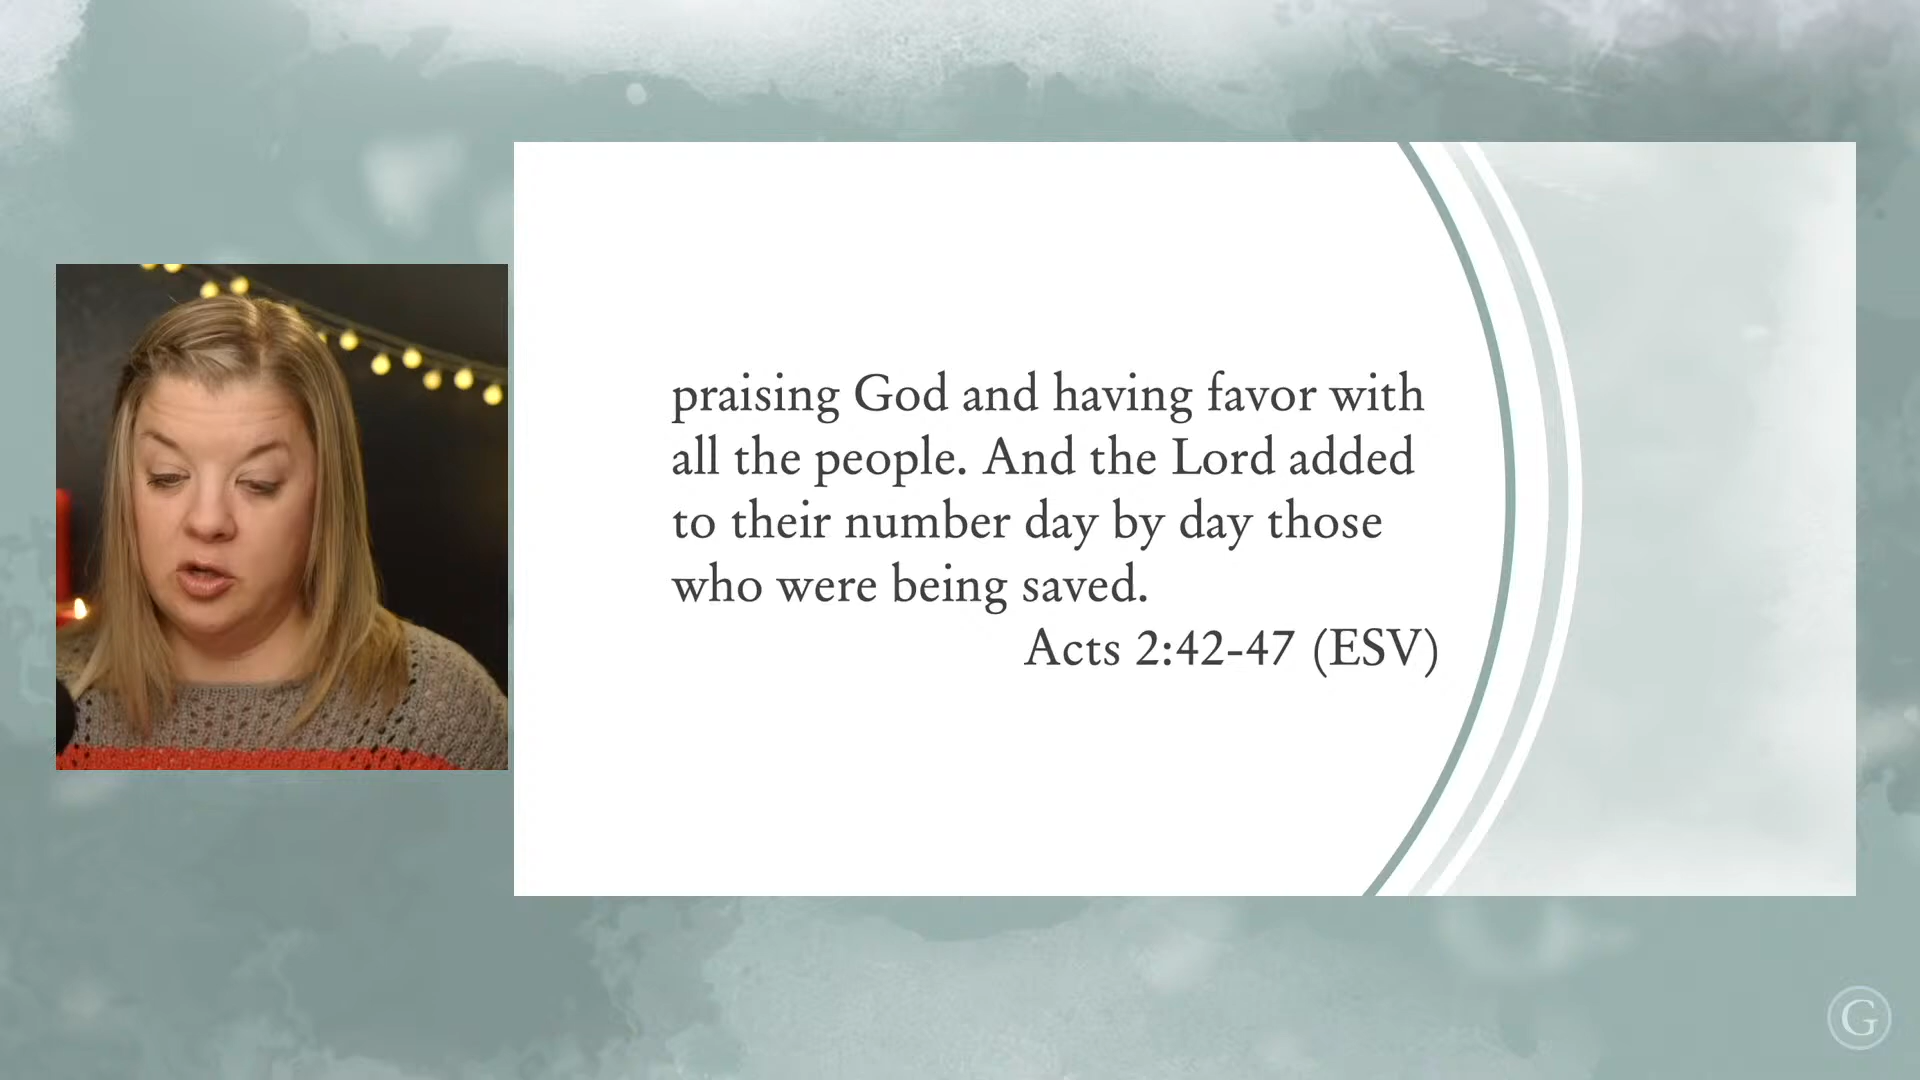 praising God and having favor with
all the people. And the Lord added
to their number day by day those
who were being saved.
Acts 2:42-47 (ESV)
G